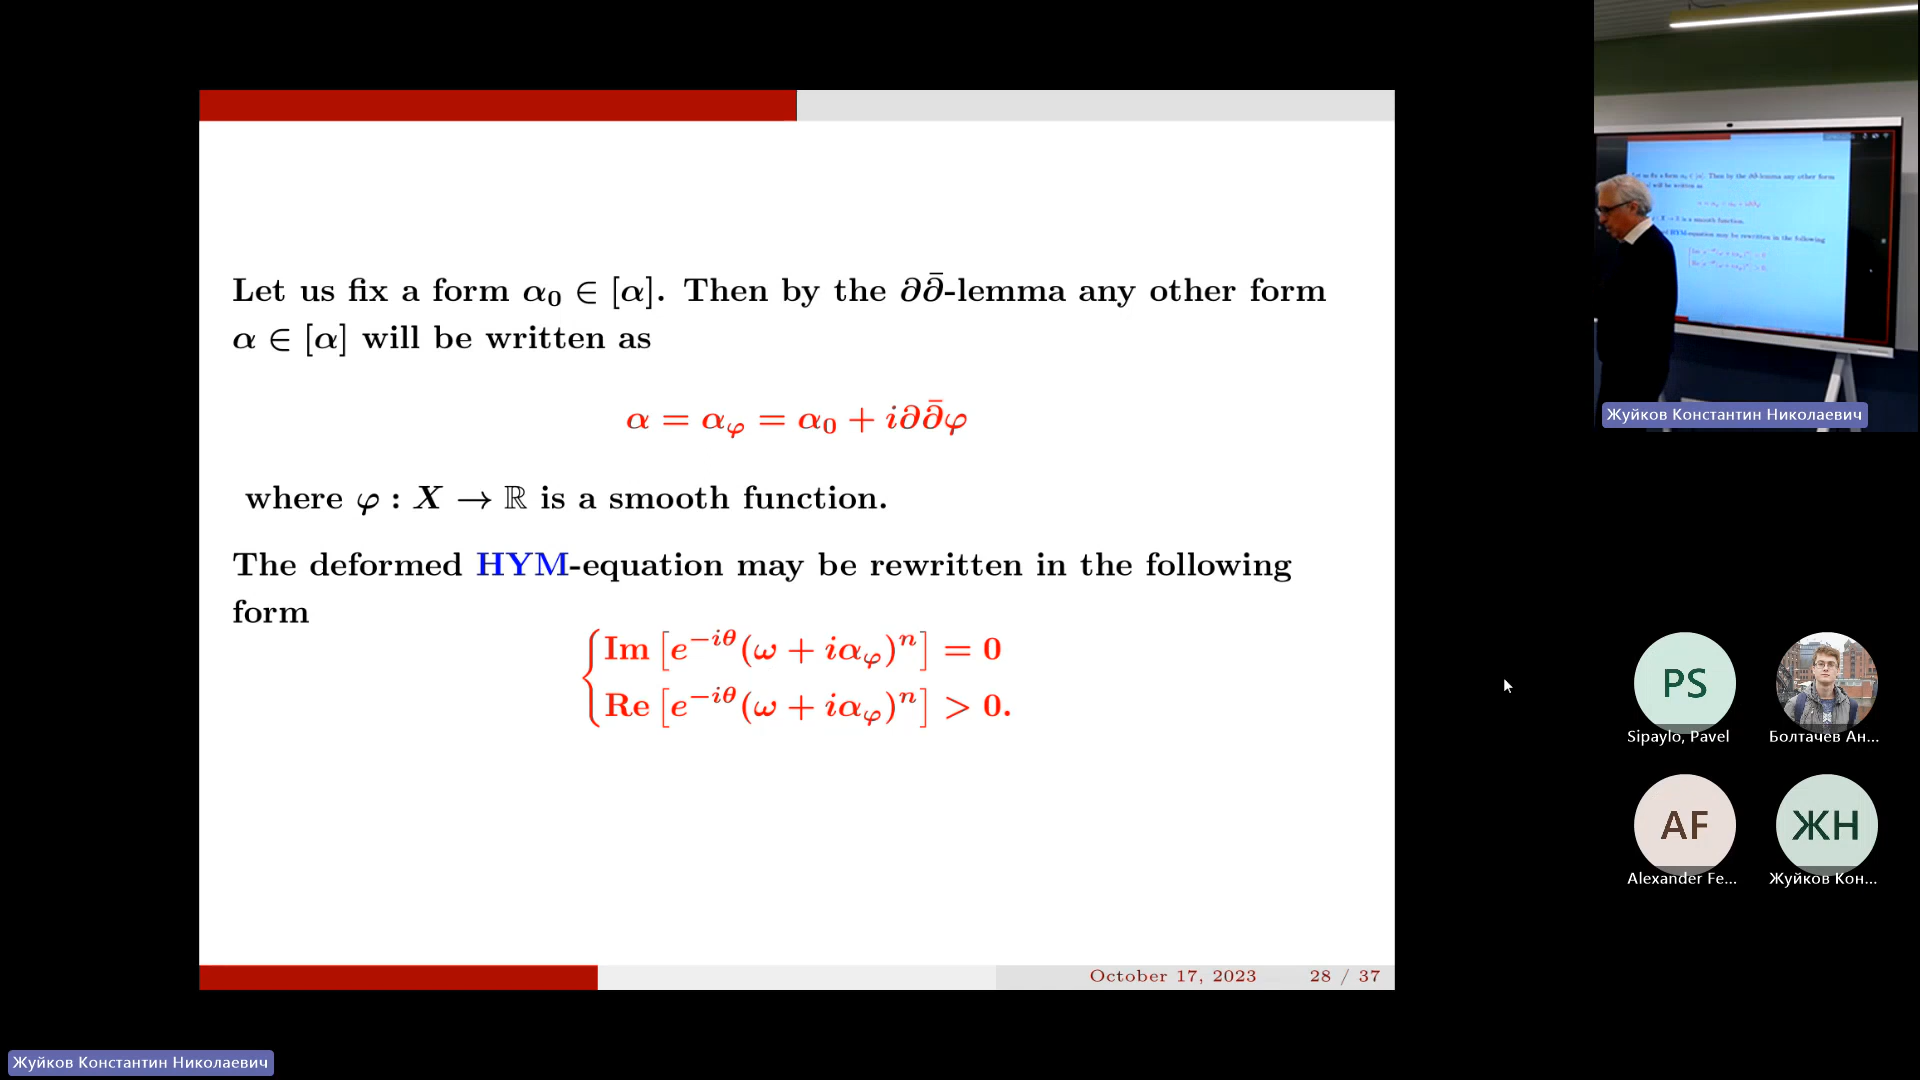 Let us fix a form α₀ ∈ [α]. Then by the ∂∂̄-lemma any other form
α ∈ [α] will be written as
α = α_φ = α₀ + i∂∂̄φ
where φ : X → ℝ is a smooth function.
The deformed HYM-equation may be rewritten in the following
form
Im [e^{−iθ}(ω + iα_φ)ⁿ] = 0
Re [e^{−iθ}(ω + iα_φ)ⁿ] > 0.
October 17, 2023 28 / 37
Жуйков Константин Николаевич
PS
Sipaylo, Pavel
Болтачев Ан...
AF
Alexander Fe...
ЖН
Жуйков Кон...
Жуйков Константин Николаевич